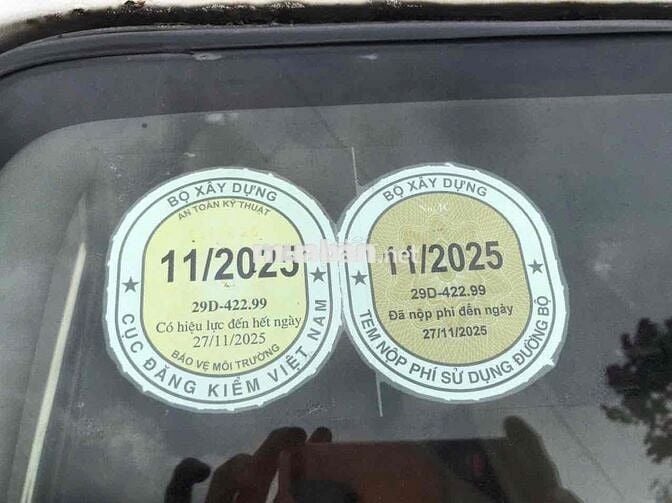 BỘ XÂY DỰNG
AN TOÀN KỸ THUẬT
11/2025
29D-422.99
Có hiệu lực đến hết ngày
27/11/2025
BẢO VỆ MÔI TRƯỜNG
★ CỤC ĐĂNG KIỂM VIỆT NAM ★
BỘ XÂY DỰNG
11/2025
29D-422.99
Đã nộp phí đến ngày
27/11/2025
★ TEM NỘP PHÍ SỬ DỤNG ĐƯỜNG BỘ ★
muaban.net